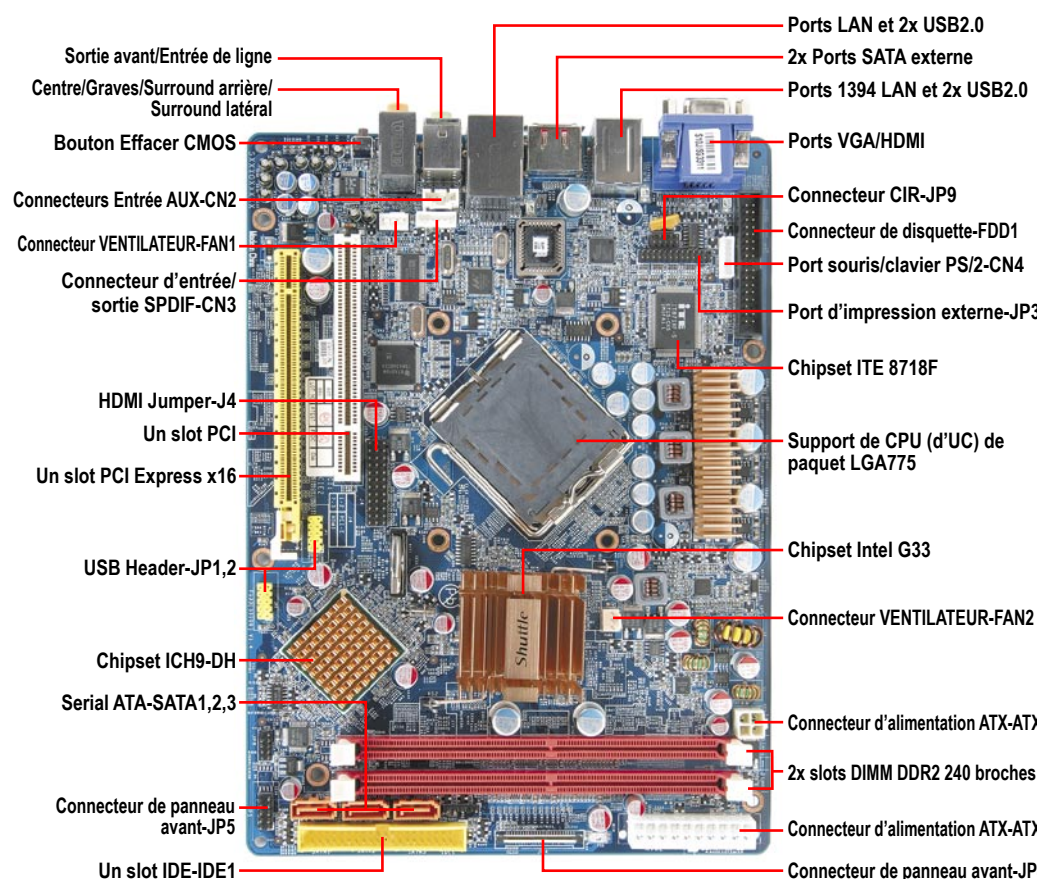 Sortie avant/Entrée de ligne
Centre/Graves/Surround arrière/
Surround latéral
Bouton Effacer CMOS
Connecteurs Entrée AUX-CN2
Connecteur VENTILATEUR-FAN1
Connecteur d'entrée/
sortie SPDIF-CN3
HDMI Jumper-J4
Un slot PCI
Un slot PCI Express x16
USB Header-JP1,2
Chipset ICH9-DH
Serial ATA-SATA1,2,3
Connecteur de panneau
avant-JP5
Un slot IDE-IDE1
Ports LAN et 2x USB2.0
2x Ports SATA externe
Ports 1394 LAN et 2x USB2.0
Ports VGA/HDMI
Connecteur CIR-JP9
Connecteur de disquette-FDD1
Port souris/clavier PS/2-CN4
Port d'impression externe-JP3
Chipset ITE 8718F
Support de CPU (d'UC) de
paquet LGA775
Chipset Intel G33
Connecteur VENTILATEUR-FAN2
Connecteur d'alimentation ATX-ATX
2x slots DIMM DDR2 240 broches
Connecteur d'alimentation ATX-ATX
Connecteur de panneau avant-JP
Shuttle